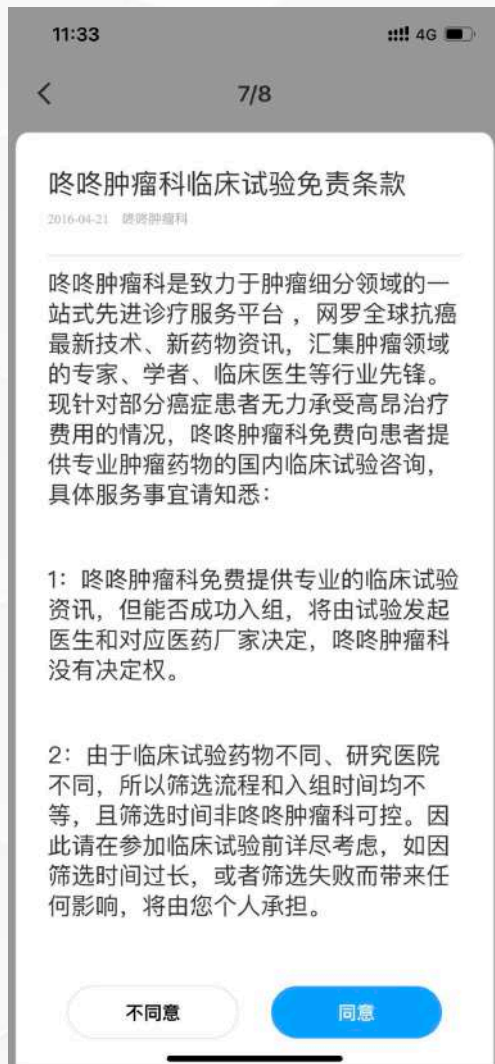 11:33
4G
7/8
咚咚肿瘤科临床试验免责条款
2016-04-21 咚咚肿瘤科
咚咚肿瘤科是致力于肿瘤细分领域的一
站式先进诊疗服务平台，网罗全球抗癌
最新技术、新药物资讯，汇集肿瘤领域
的专家、学者、临床医生等行业先锋。
现针对部分癌症患者无力承受高昂治疗
费用的情况，咚咚肿瘤科免费向患者提
供专业肿瘤药物的国内临床试验咨询，
具体服务事宜请知悉：
1：咚咚肿瘤科免费提供专业的临床试验
资讯，但能否成功入组，将由试验发起
医生和对应医药厂家决定，咚咚肿瘤科
没有决定权。
2：由于临床试验药物不同、研究医院
不同，所以筛选流程和入组时间均不
等，且筛选时间非咚咚肿瘤科可控。因
此请在参加临床试验前详尽考虑，如因
筛选时间过长，或者筛选失败而带来任
何影响，将由您个人承担。
不同意
同意